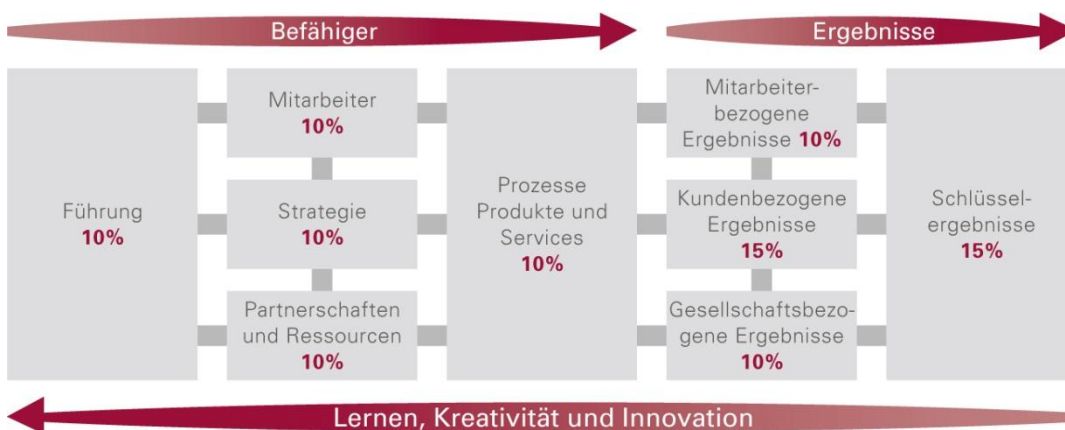 Befähiger
Ergebnisse
Führung
10%
Mitarbeiter
10%
Strategie
10%
Partnerschaften
und Ressourcen
10%
Prozesse
Produkte und
Services
10%
Mitarbeiter-
bezogene
Ergebnisse 10%
Kundenbezogene
Ergebnisse
15%
Gesellschaftsbezo-
gene Ergebnisse
10%
Schlüssel-
ergebnisse
15%
Lernen, Kreativität und Innovation